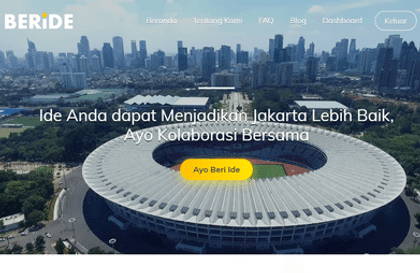 BERIDE
Beranda Tentang Kami FAQ Blog Dashboard Keluar
Ide Anda dapat Menjadikan Jakarta Lebih Baik,
Ayo Kolaborasi Bersama
Ayo Beri Ide